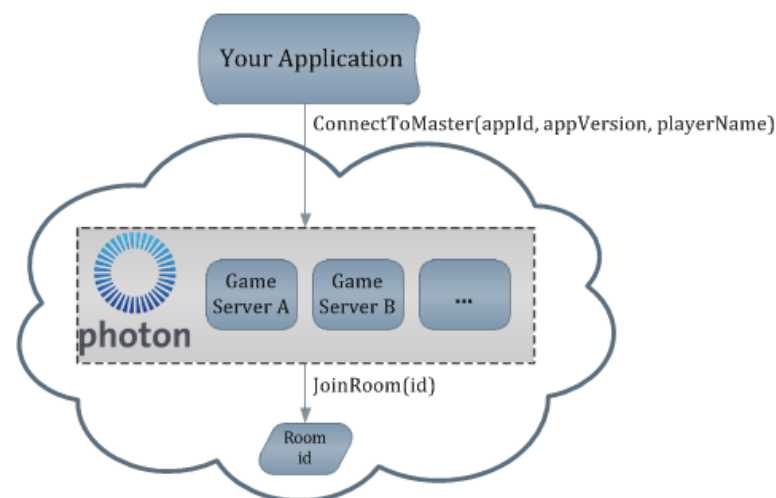 Your Application
ConnectToMaster(appId, appVersion, playerName)
photon
Game
Server A
Game
Server B
...
JoinRoom(id)
Room
id